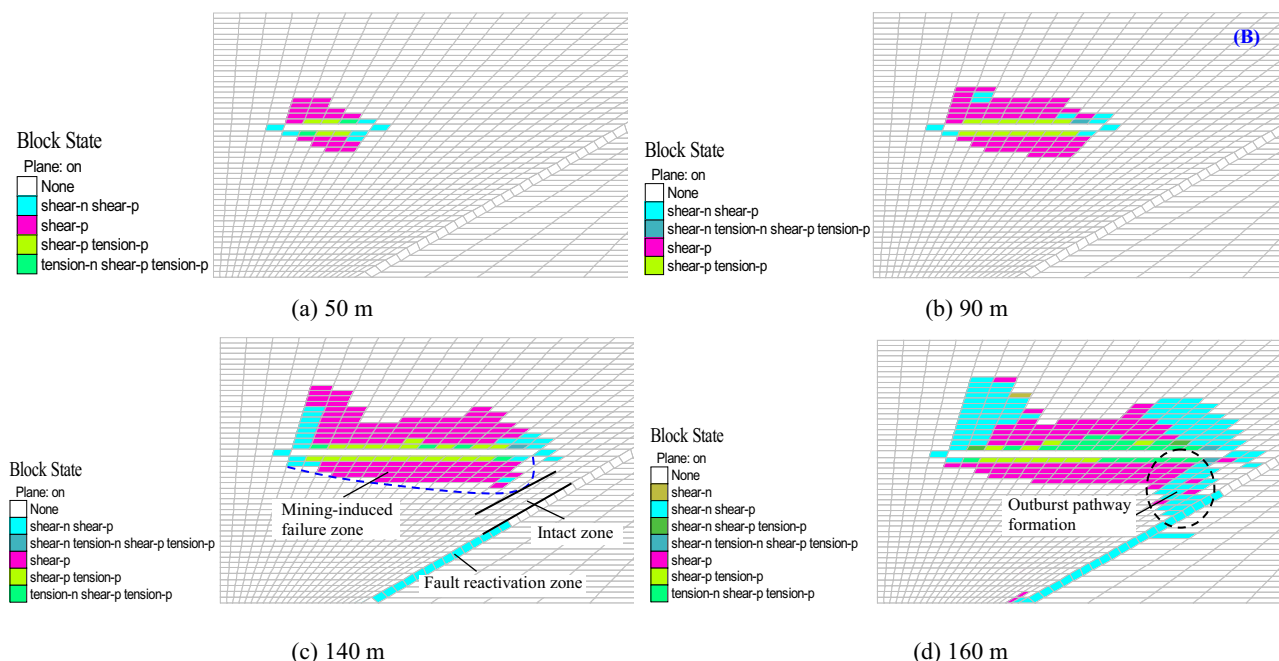 Block State
Plane: on
None
shear-n shear-p
shear-p
shear-p tension-p
tension-n shear-p tension-p
(a) 50 m
(B)
Block State
Plane: on
None
shear-n shear-p
shear-n tension-n shear-p tension-p
shear-p
shear-p tension-p
(b) 90 m
Block State
Plane: on
None
shear-n shear-p
shear-n tension-n shear-p tension-p
shear-p
shear-p tension-p
tension-n shear-p tension-p
Mining-induced
failure zone
Intact zone
Fault reactivation zone
(c) 140 m
Block State
Plane: on
None
shear-n
shear-n shear-p
shear-n shear-p tension-p
shear-n tension-n shear-p tension-p
shear-p
shear-p tension-p
tension-n shear-p tension-p
Outburst pathway
formation
(d) 160 m